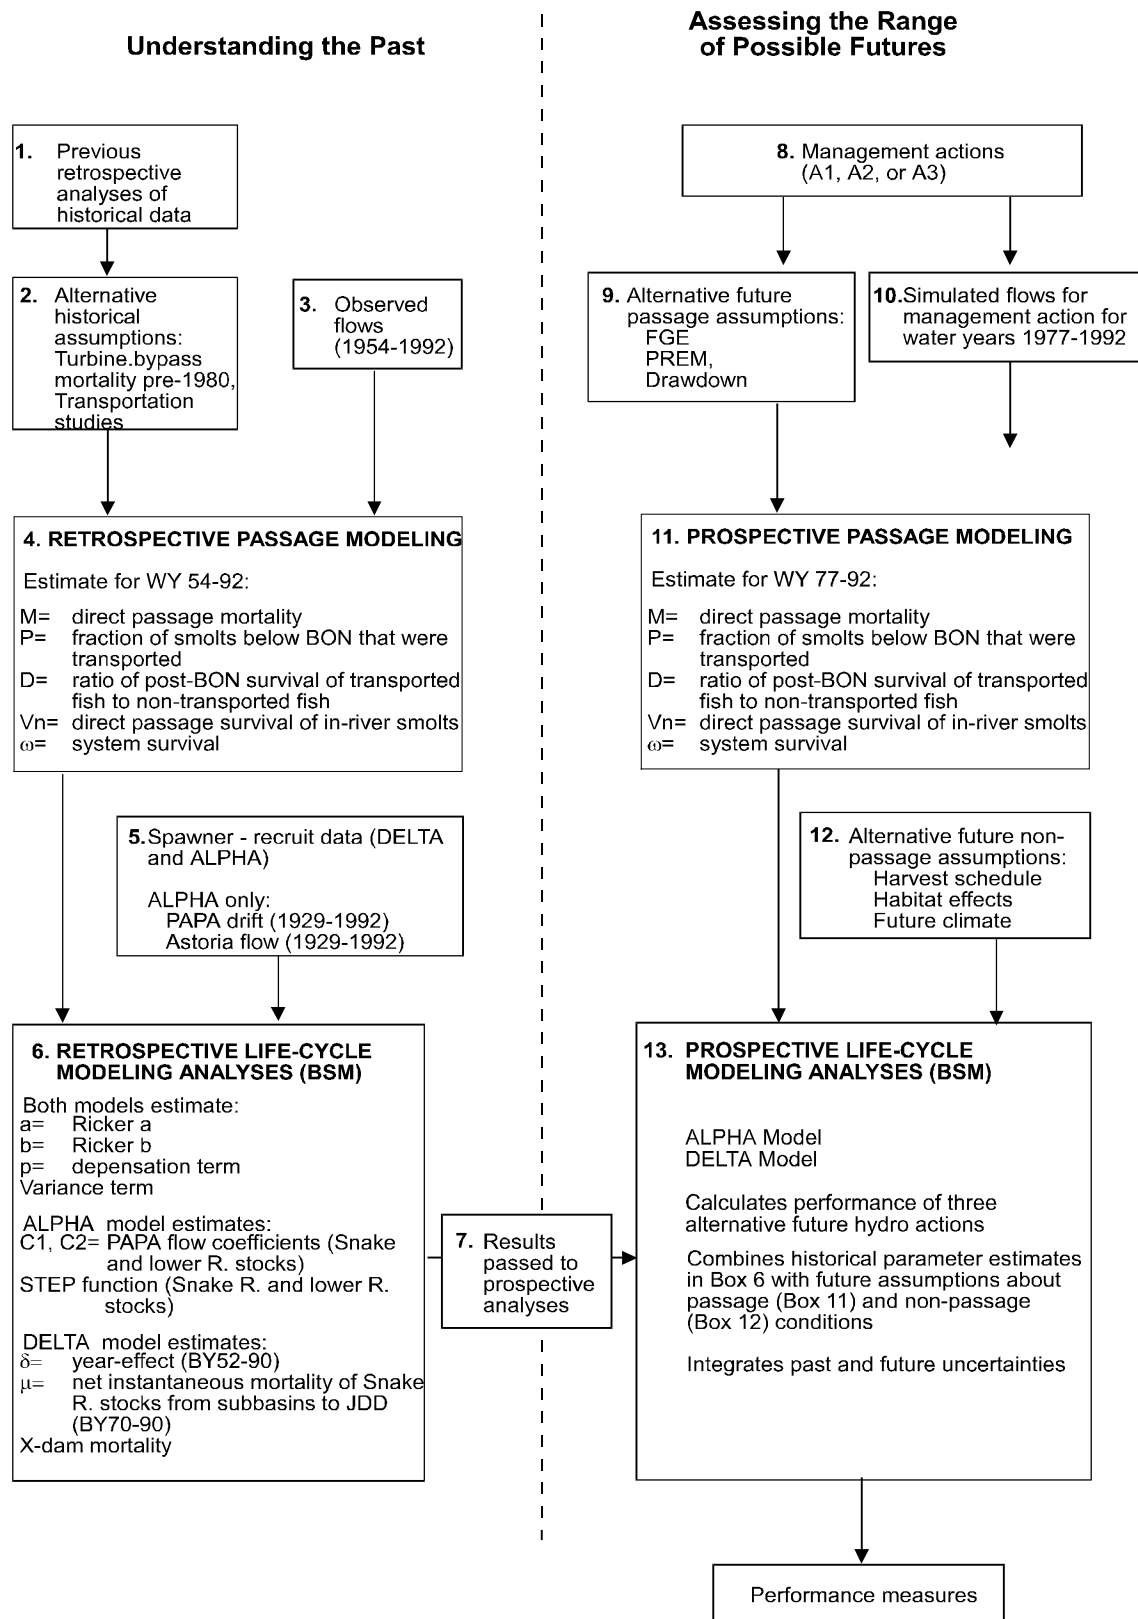 Understanding the Past
Assessing the Range
of Possible Futures
1. Previous
retrospective
analyses of
historical data
2. Alternative
historical
assumptions:
Turbine.bypass
mortality pre-1980,
Transportation
studies
3. Observed
flows
(1954-1992)
4. RETROSPECTIVE PASSAGE MODELING
Estimate for WY 54-92:
M= direct passage mortality
P= fraction of smolts below BON that were
transported
D= ratio of post-BON survival of transported
fish to non-transported fish
Vn= direct passage survival of in-river smolts
ω= system survival
5. Spawner - recruit data (DELTA
and ALPHA)
ALPHA only:
PAPA drift (1929-1992)
Astoria flow (1929-1992)
6. RETROSPECTIVE LIFE-CYCLE
MODELING ANALYSES (BSM)
Both models estimate:
a= Ricker a
b= Ricker b
p= depensation term
Variance term
ALPHA model estimates:
C1, C2= PAPA flow coefficients (Snake
and lower R. stocks)
STEP function (Snake R. and lower R.
stocks)
DELTA model estimates:
δ= year-effect (BY52-90)
μ= net instantaneous mortality of Snake
R. stocks from subbasins to JDD
(BY70-90)
X-dam mortality
7. Results
passed to
prospective
analyses
8. Management actions
(A1, A2, or A3)
9. Alternative future
passage assumptions:
FGE
PREM,
Drawdown
10. Simulated flows for
management action for
water years 1977-1992
11. PROSPECTIVE PASSAGE MODELING
Estimate for WY 77-92:
M= direct passage mortality
P= fraction of smolts below BON that were
transported
D= ratio of post-BON survival of transported
fish to non-transported fish
Vn= direct passage survival of in-river smolts
ω= system survival
12. Alternative future non-
passage assumptions:
Harvest schedule
Habitat effects
Future climate
13. PROSPECTIVE LIFE-CYCLE
MODELING ANALYSES (BSM)
ALPHA Model
DELTA Model
Calculates performance of three
alternative future hydro actions
Combines historical parameter estimates
in Box 6 with future assumptions about
passage (Box 11) and non-passage
(Box 12) conditions
Integrates past and future uncertainties
Performance measures